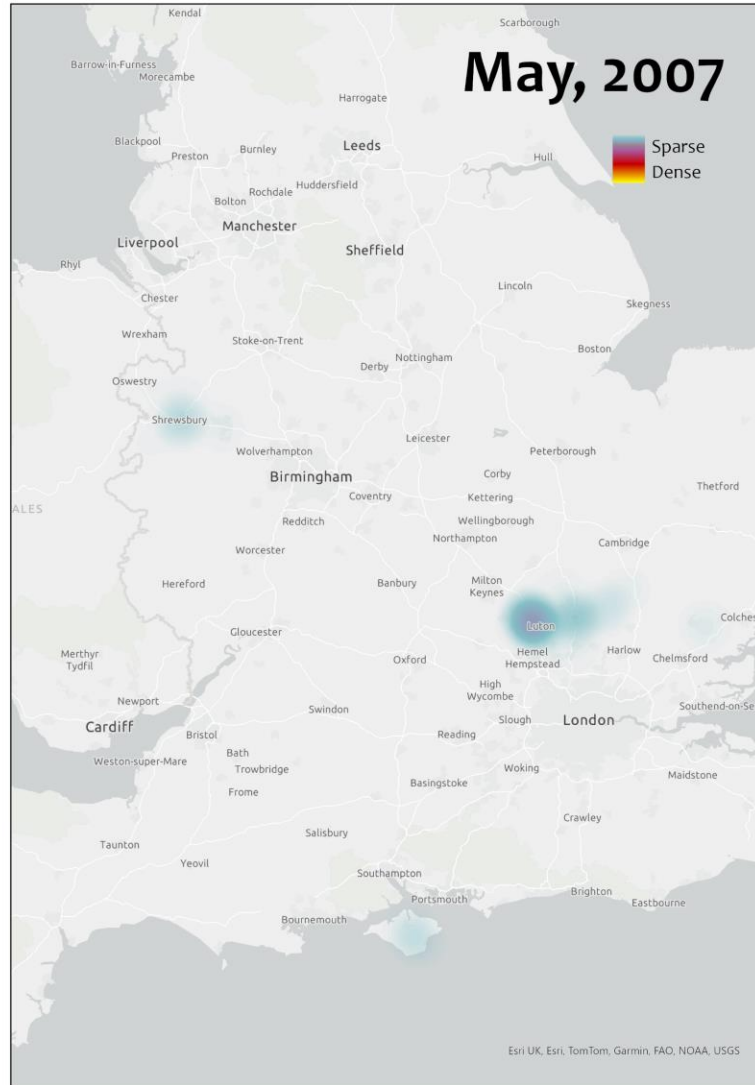 Kendal
Scarborough
May, 2007
Barrow-in-Furness
Morecambe
Harrogate
Blackpool
Preston
Burnley
Leeds
Sparse
Hull
Dense
Rochdale
Huddersfield
Bolton
Manchester
Liverpool
Sheffield
Rhyl
Lincoln
Chester
Skegness
Wrexham
Stoke-on-Trent
Boston
Nottingham
Derby
Oswestry
Shrewsbury
Leicester
Wolverhampton
Peterborough
Birmingham
Corby
Thetford
Coventry
Kettering
ALES
Redditch
Wellingborough
Northampton
Cambridge
Worcester
Hereford
Banbury
Milton
Keynes
Gloucester
Luton
Colches
Merthyr
Tydfil
Oxford
Hemel
Hempstead
Harlow
Chelmsford
High
Wycombe
Newport
Swindon
Southend-on-Se
Cardiff
Bristol
Reading
Slough
London
Bath
Weston-super-Mare
Trowbridge
Woking
Maidstone
Frome
Basingstoke
Crawley
Salisbury
Taunton
Yeovil
Southampton
Portsmouth
Brighton
Eastbourne
Bournemouth
Esri UK, Esri, TomTom, Garmin, FAO, NOAA, USGS